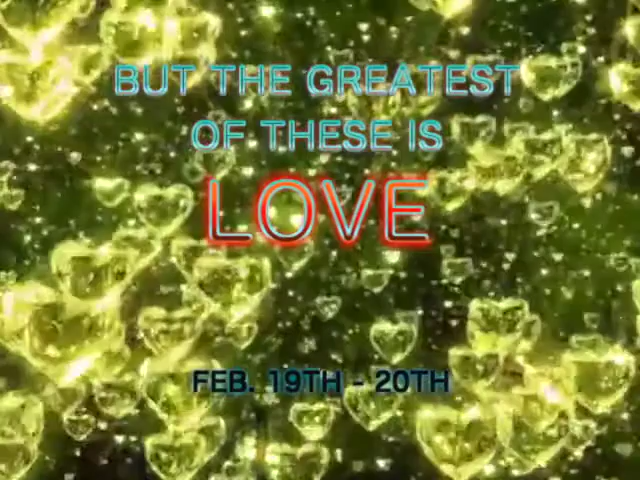 BUT THE GREATEST
OF THESE IS
LOVE
FEB. 19TH - 20TH